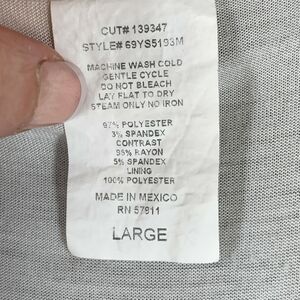 CUT# 139347
STYLE# 69YS5193M
MACHINE WASH COLD
GENTLE CYCLE
DO NOT BLEACH
LAY FLAT TO DRY
STEAM ONLY NO IRON
97% POLYESTER
3% SPANDEX
CONTRAST
95% RAYON
5% SPANDEX
LINING
100% POLYESTER
MADE IN MEXICO
RN 57811
LARGE